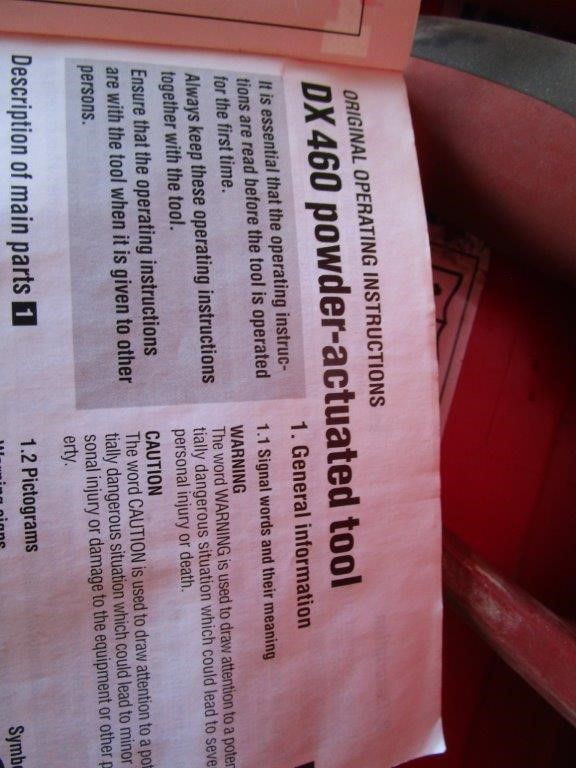 ORIGINAL OPERATING INSTRUCTIONS
DX 460 powder-actuated tool
It is essential that the operating instruc-
tions are read before the tool is operated
for the first time.
Always keep these operating instructions
together with the tool.
Ensure that the operating instructions
are with the tool when it is given to other
persons.
Description of main parts 1
1. General information
1.1 Signal words and their meaning
WARNING
The word WARNING is used to draw attention to a poten
tially dangerous situation which could lead to seve
personal injury or death.
CAUTION
The word CAUTION is used to draw attention to a pot
tially dangerous situation which could lead to minor
sonal injury or damage to the equipment or other p
erty.
1.2 Pictograms
Warning signs
Symb